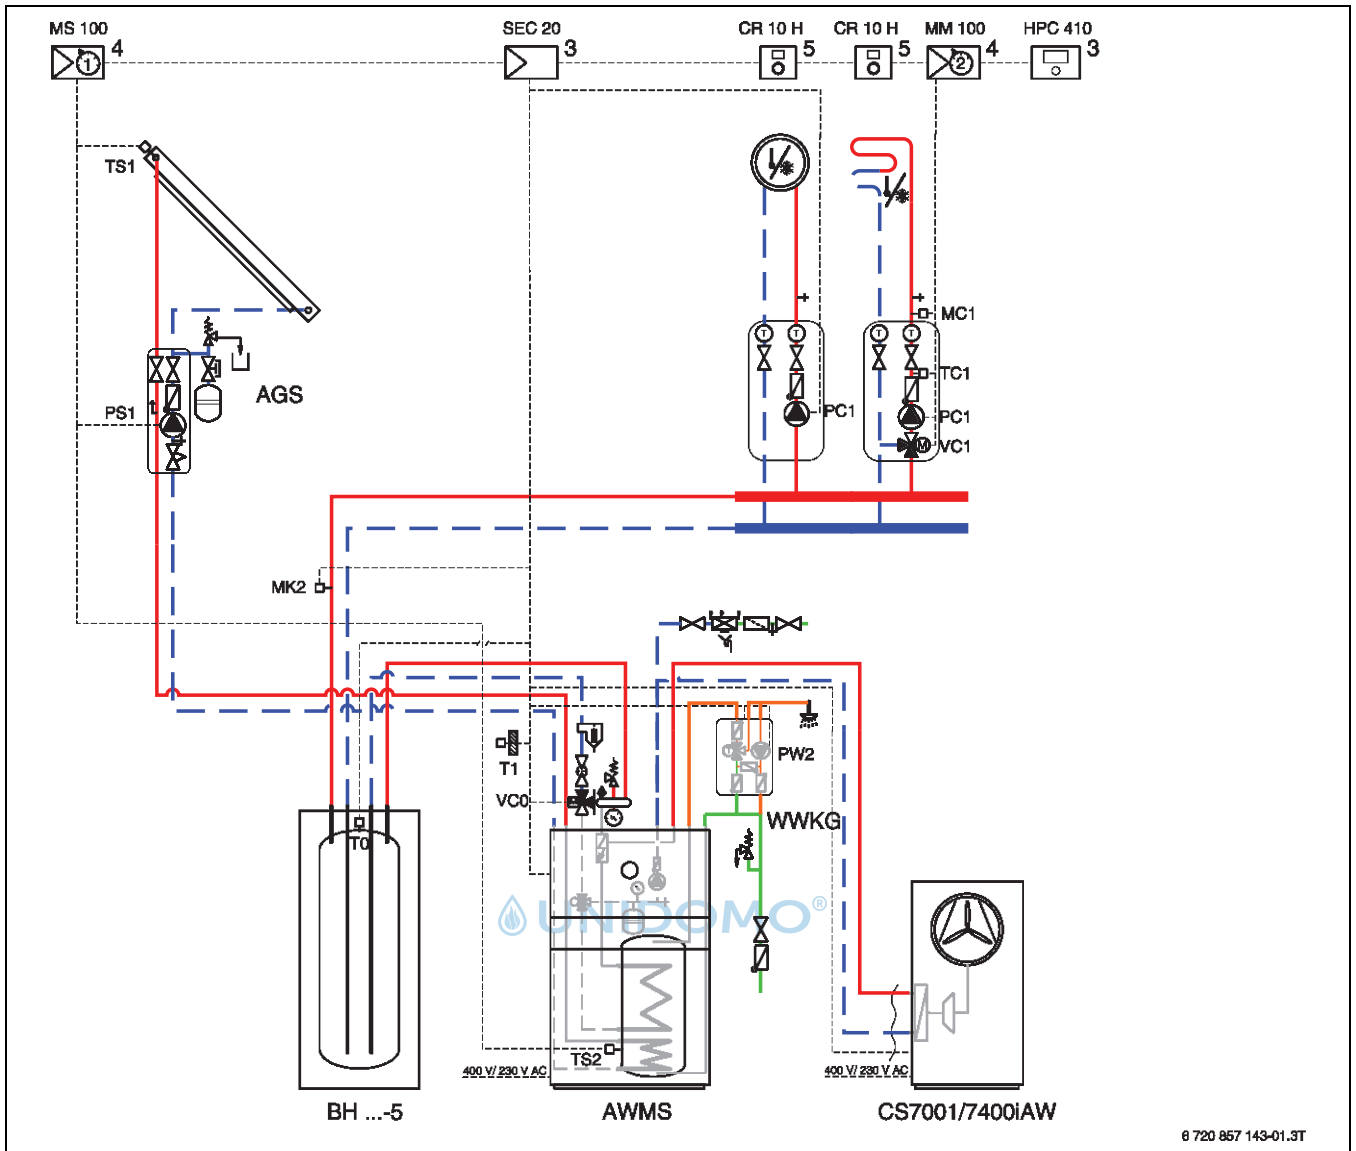 MS 100
SEC 20
CR 10 H
CR 10 H
MM 100
HPC 410
1
4
3
5
5
2
4
3
TS1
T
T
T
T
MC1
TC1
AGS
PS1
PC1
PC1
M
VC1
MK2
T1
PW2
VC0
WWKG
T0
UNIDOMO®
TS2
400 V/ 230 V AC
400 V/ 230 V AC
BH ...-5
AWMS
CS7001/7400iAW
6 720 857 143-01.3T